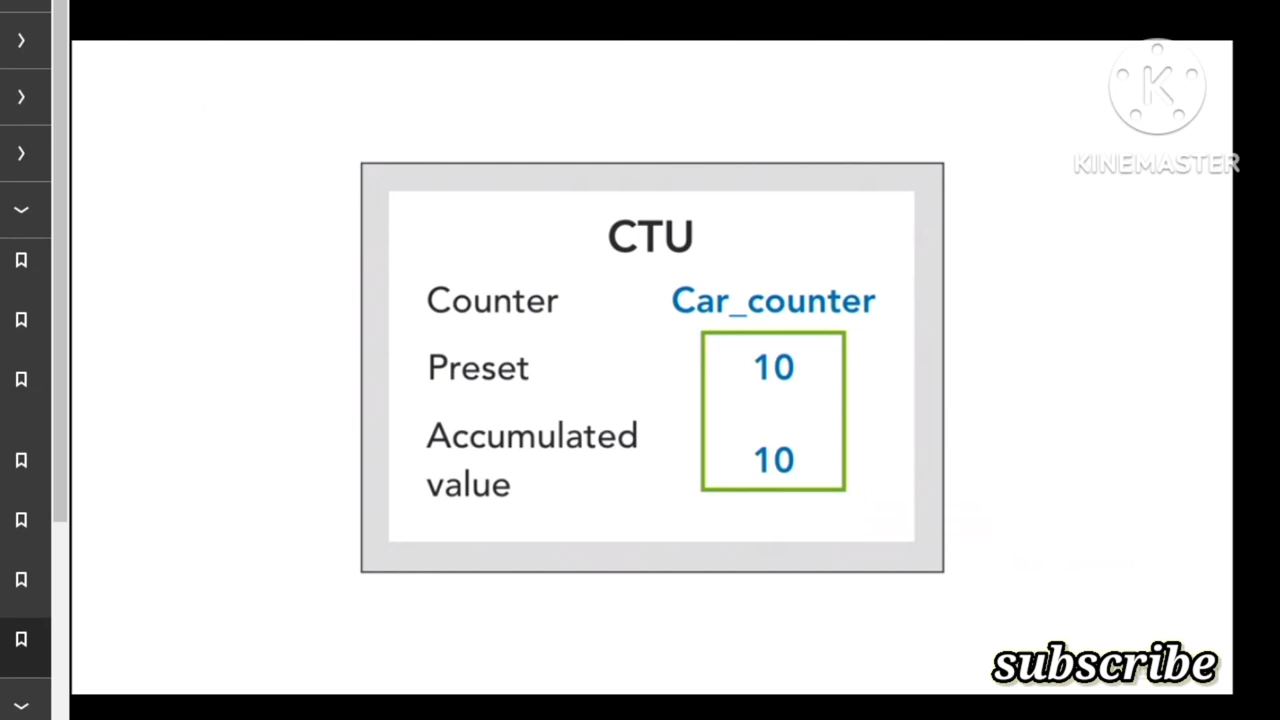 KINEMASTER
CTU
Counter Car_counter
Preset 10
Accumulated
value 10
subscribe